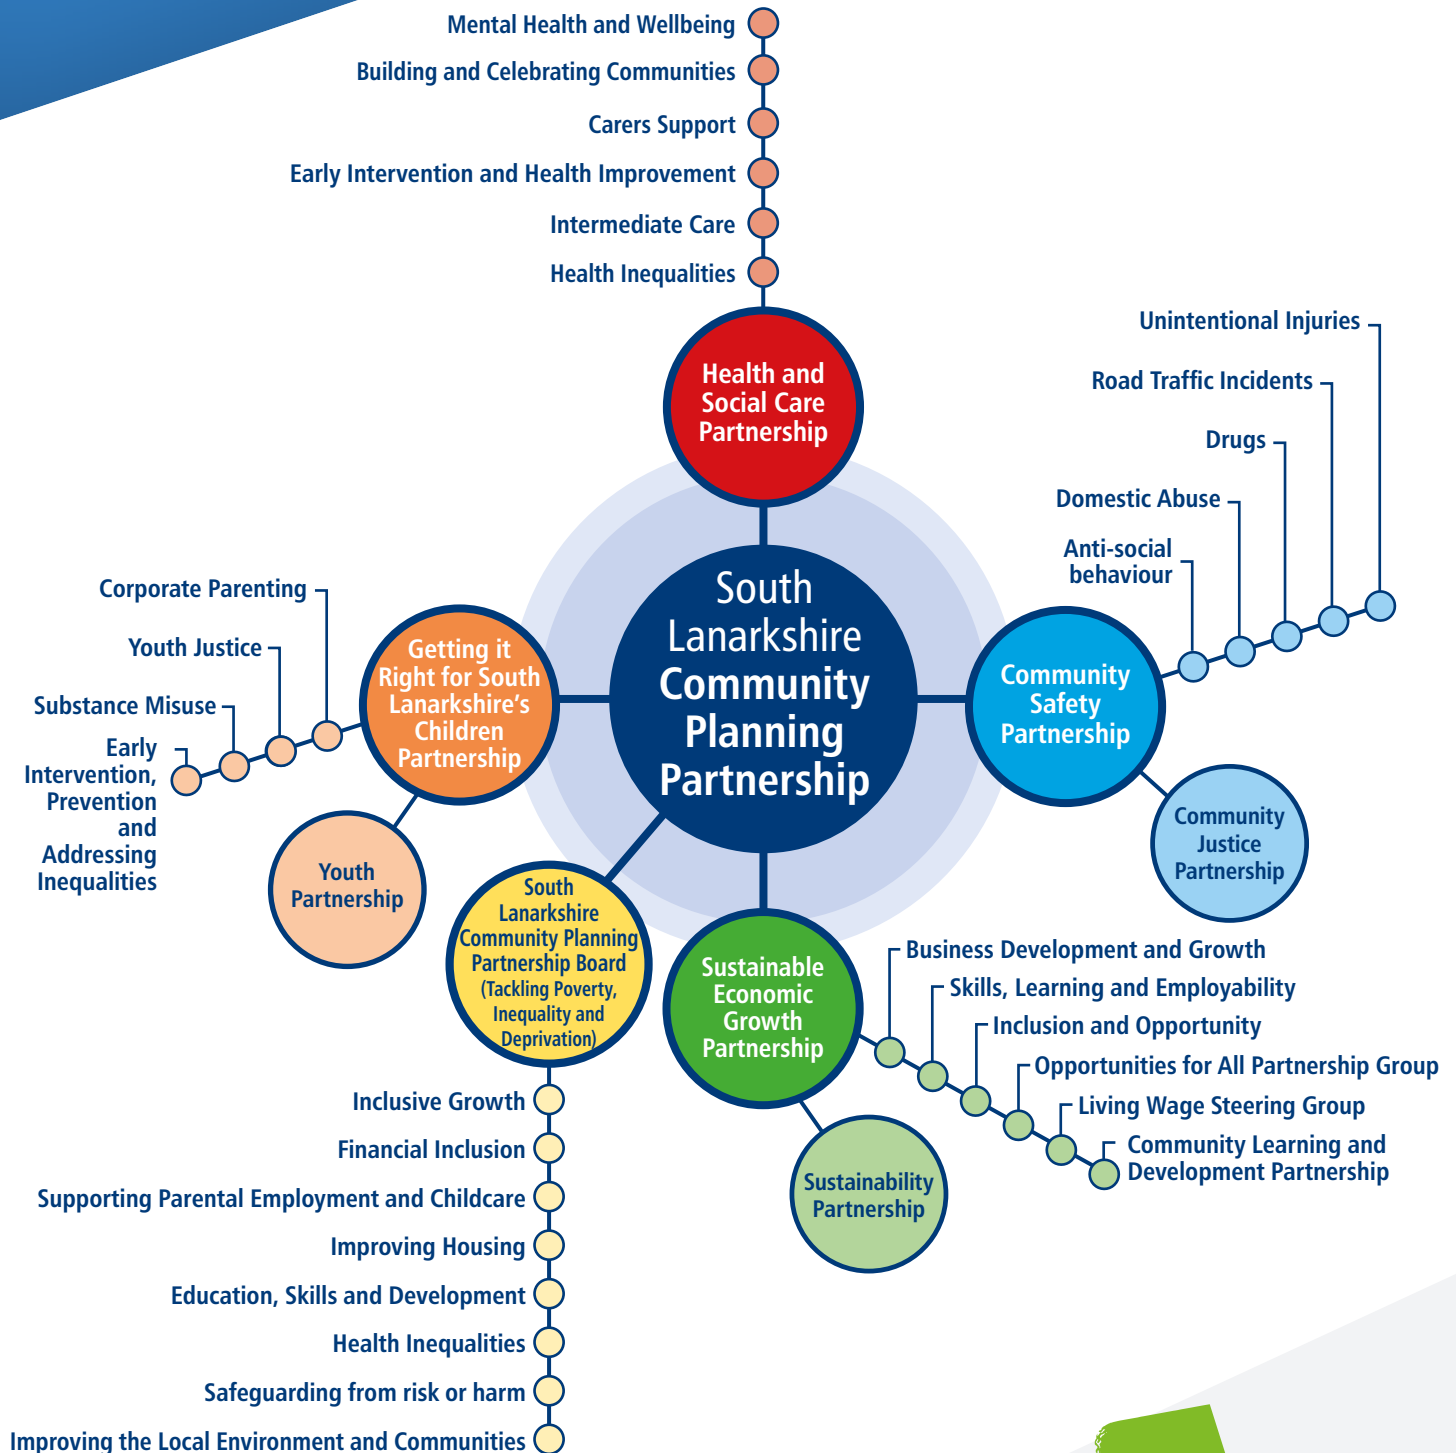 Mental Health and Wellbeing
Building and Celebrating Communities
Carers Support
Early Intervention and Health Improvement
Intermediate Care
Health Inequalities
Health and
Social Care
Partnership
Unintentional Injuries
Road Traffic Incidents
Drugs
Domestic Abuse
Anti-social
behaviour
Community
Safety
Partnership
Community
Justice
Partnership
South
Lanarkshire
Community
Planning
Partnership
Corporate Parenting
Youth Justice
Substance Misuse
Early
Intervention,
Prevention
and
Addressing
Inequalities
Getting it
Right for South
Lanarkshire's
Children
Partnership
Youth
Partnership
South
Lanarkshire
Community Planning
Partnership Board
(Tackling Poverty,
Inequality and
Deprivation)
Inclusive Growth
Financial Inclusion
Supporting Parental Employment and Childcare
Improving Housing
Education, Skills and Development
Health Inequalities
Safeguarding from risk or harm
Improving the Local Environment and Communities
Sustainable
Economic
Growth
Partnership
Business Development and Growth
Skills, Learning and Employability
Inclusion and Opportunity
Opportunities for All Partnership Group
Living Wage Steering Group
Community Learning and
Development Partnership
Sustainability
Partnership